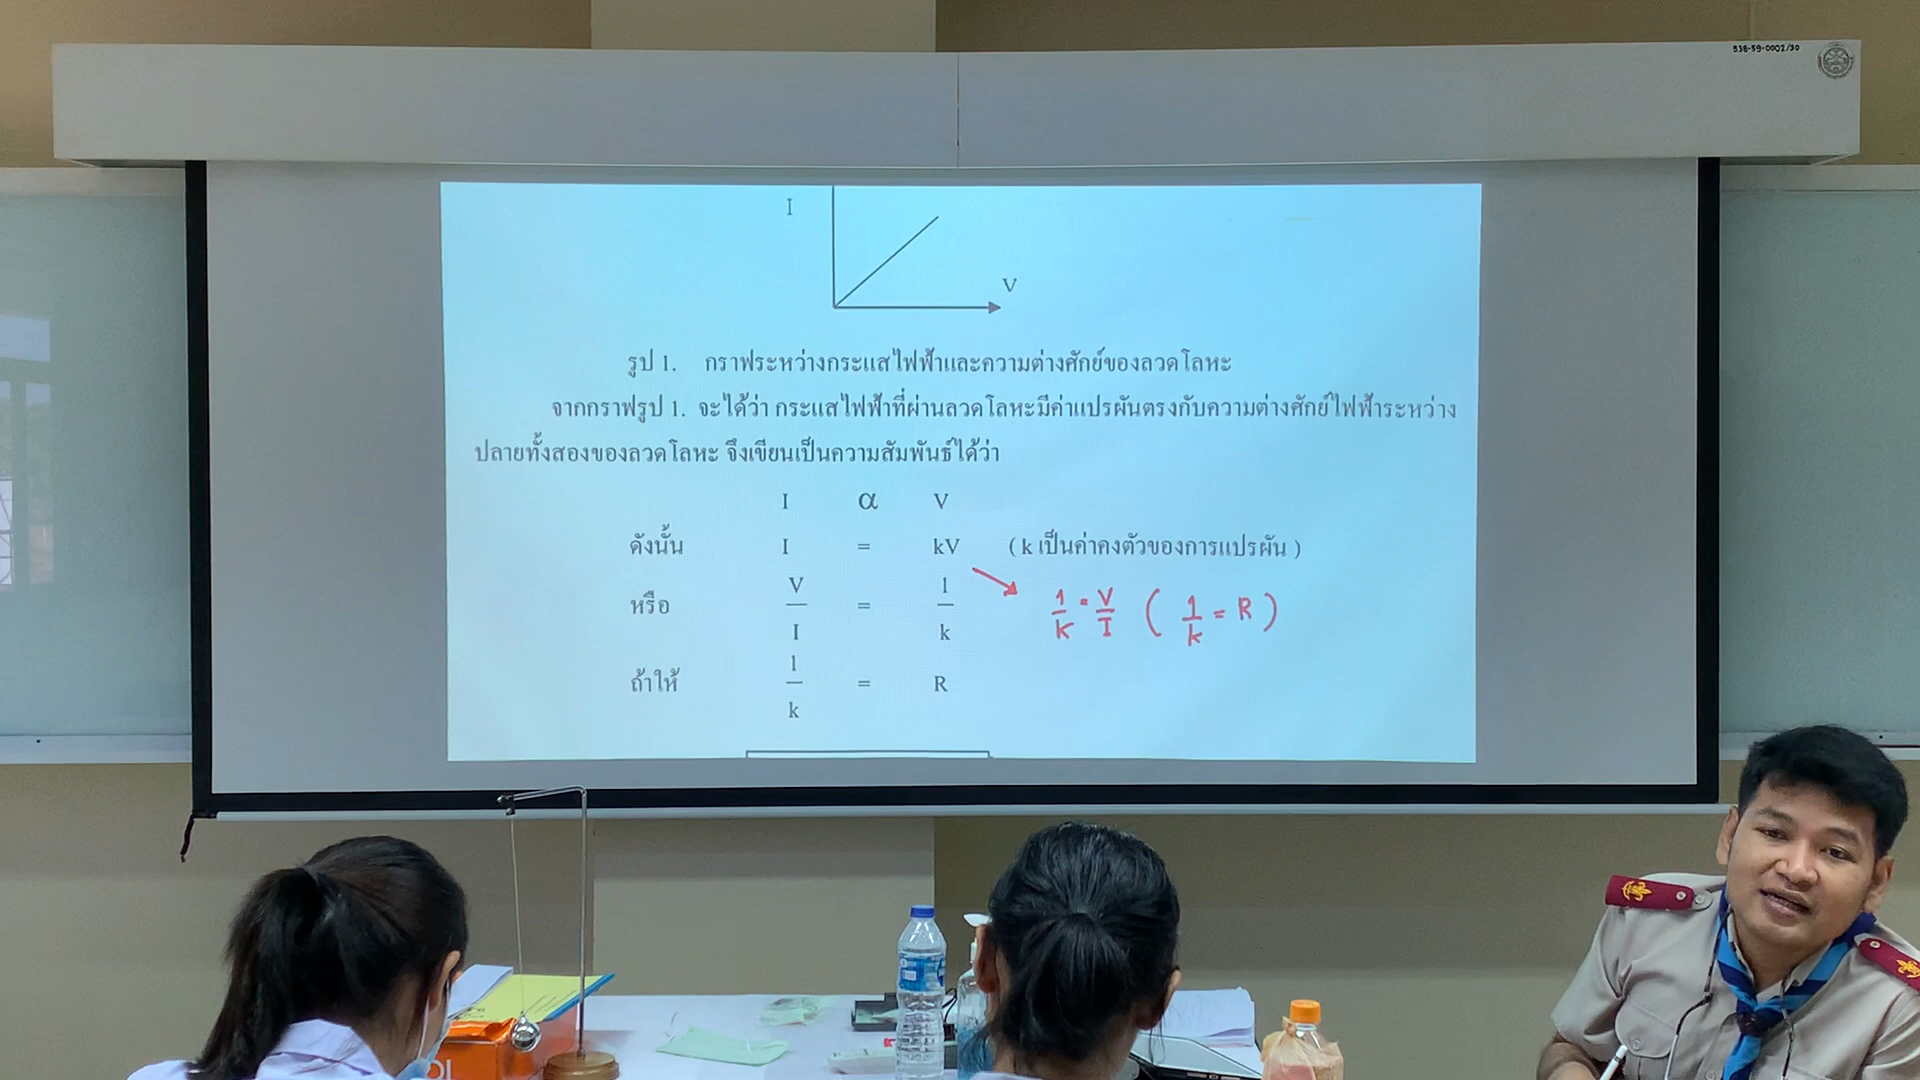 538-59-0002/30
I
V
รูป 1. กราฟระหว่างกระแสไฟฟ้าและความต่างศักย์ของลวดโลหะ
จากกราฟรูป 1. จะได้ว่า กระแสไฟฟ้าที่ผ่านลวดโลหะมีค่าแปรผันตรงกับความต่างศักย์ไฟฟ้าระหว่าง
ปลายทั้งสองของลวดโลหะ จึงเขียนเป็นความสัมพันธ์ได้ว่า
I α V
ดังนั้น I = kV ( k เป็นค่าคงตัวของการแปรผัน )
หรือ V/I = 1/k
1/k = V/I ( 1/k = R )
ถ้าให้ 1/k = R